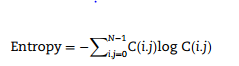 Entropy = −∑_{i,j=0}^{N−1} C(i.j)log C(i.j)